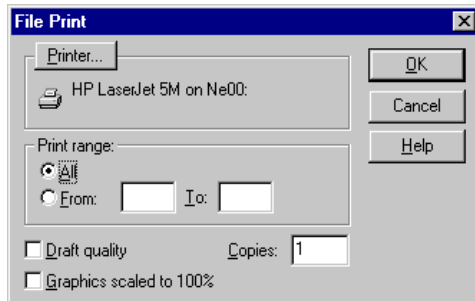 File Print
Printer...
OK
HP LaserJet 5M on Ne00:
Cancel
Print range:
Help
All
From: To:
Draft quality Copies: 1
Graphics scaled to 100%